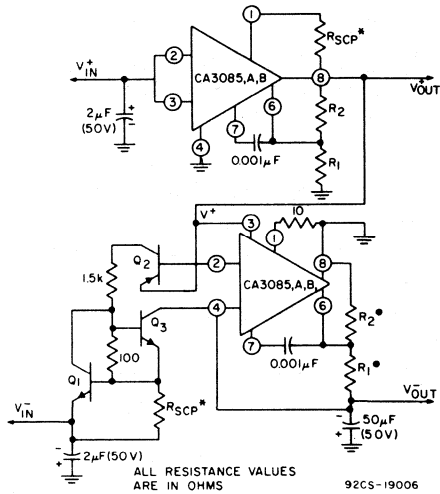 1
RSCP*
V+IN
2
CA3085,A,B
8
V+OUT
3
6
R2
2µF
(50V)
+
-
7
4
0.001µF
R1
V+
3
10
1
Q2
2
8
1.5k
CA3085,A,B,
4
6
Q3
R2•
7
100
0.001µF
R1•
Q1
RSCP*
V-IN
V-OUT
-
50µF
(50V)
+
-
2µF(50V)
+
ALL RESISTANCE VALUES
ARE IN OHMS
92CS-19006